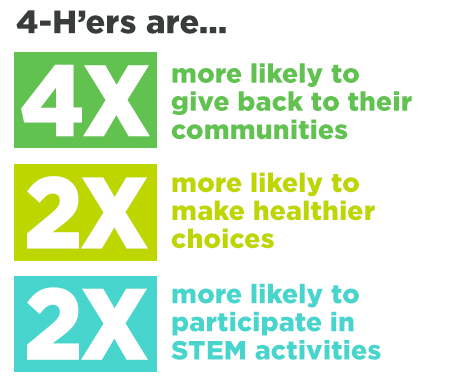 4-H’ers are...
4X
more likely to
give back to their
communities
2X
more likely to
make healthier
choices
2X
more likely to
participate in
STEM activities